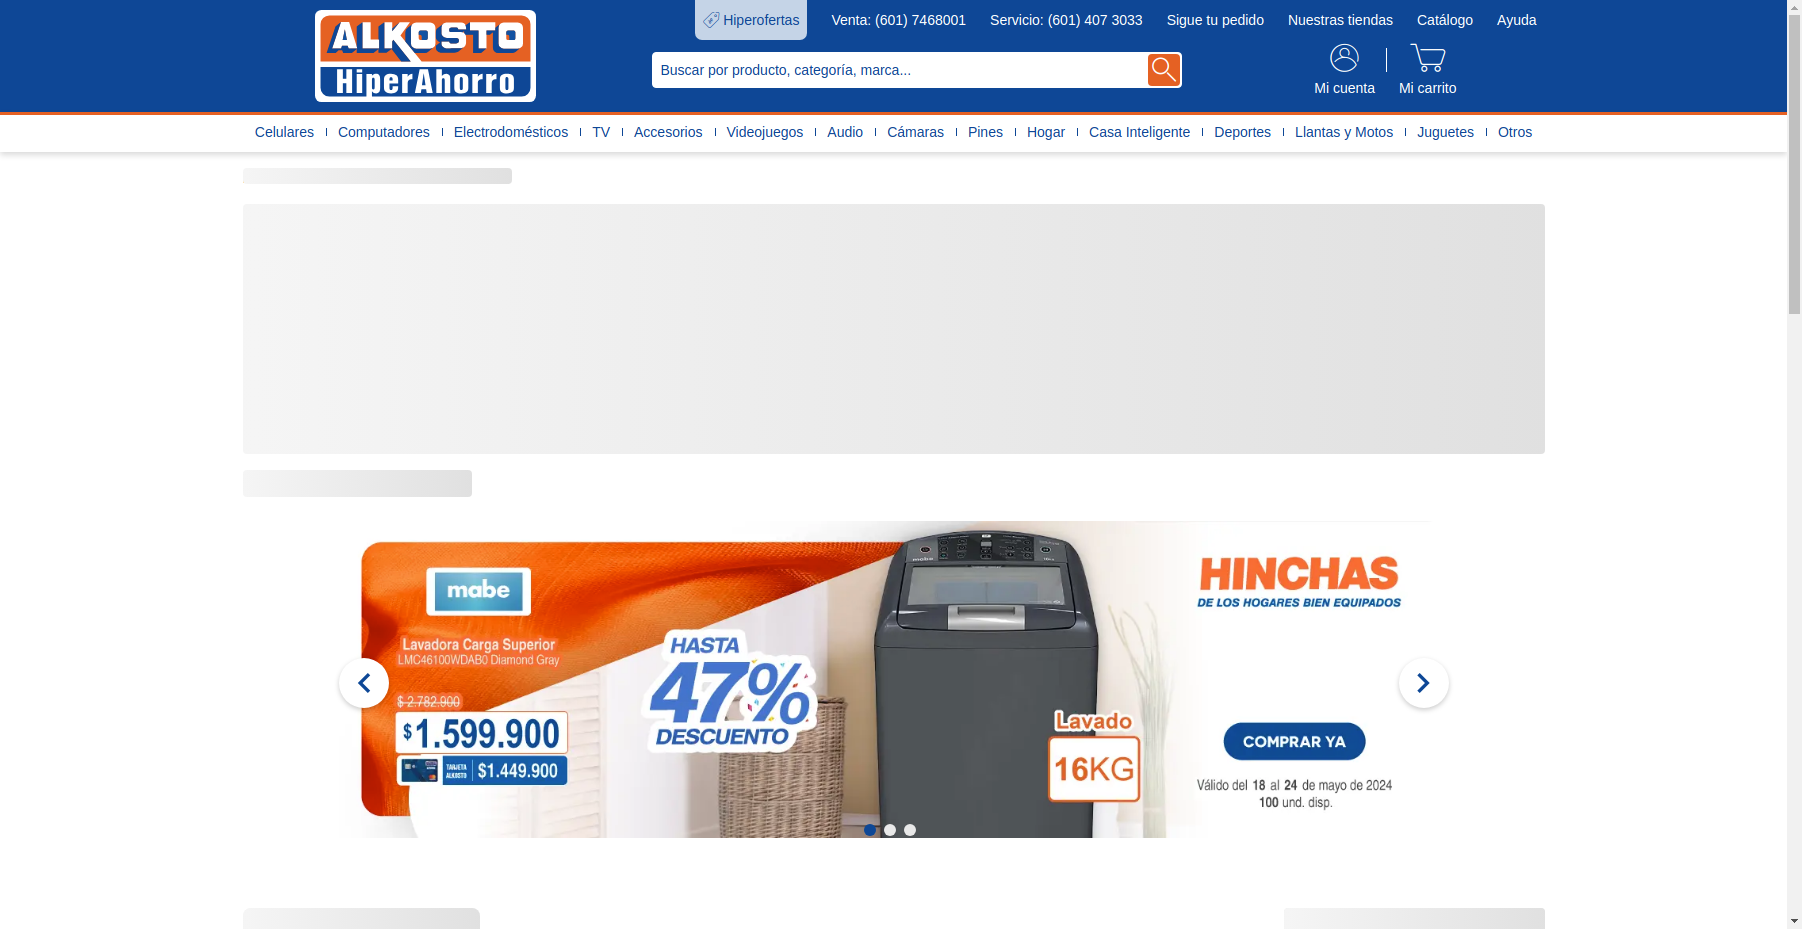 ALKOSTO
HiperAhorro
Hiperofertas
Venta: (601) 7468001
Servicio: (601) 407 3033
Sigue tu pedido
Nuestras tiendas
Catálogo
Ayuda
Buscar por producto, categoría, marca...
Mi cuenta
Mi carrito
Celulares
Computadores
Electrodomésticos
TV
Accesorios
Videojuegos
Audio
Cámaras
Pines
Hogar
Casa Inteligente
Deportes
Llantas y Motos
Juguetes
Otros
mabe
Lavadora Carga Superior
LMC46100WDAB0 Diamond Gray
$ 2.782.900
$1.599.900
TARJETA
ALKOSTO
$1.449.900
HASTA
47%
DESCUENTO
mabe
Lavado
16KG
HINCHAS
DE LOS HOGARES BIEN EQUIPADOS
COMPRAR YA
Válido del 18 al 24 de mayo de 2024
100 und. disp.